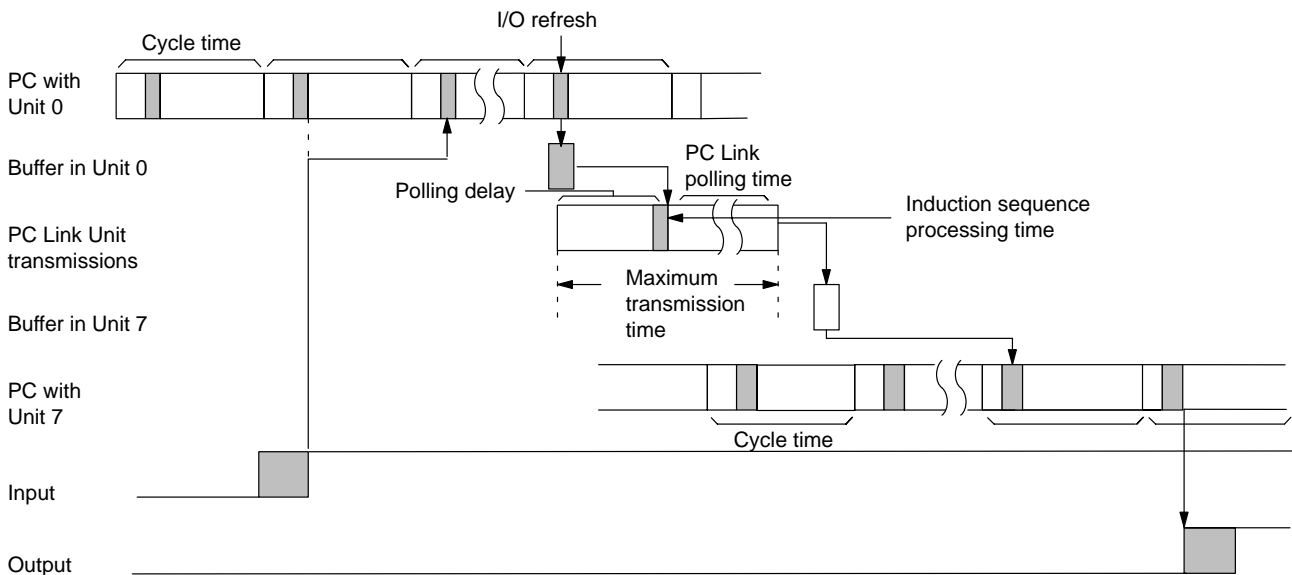 I/O refresh
Cycle time
PC with
Unit 0
Buffer in Unit 0
PC Link
polling time
Polling delay
Induction sequence
processing time
PC Link Unit
transmissions
Maximum
transmission
time
Buffer in Unit 7
PC with
Unit 7
Cycle time
Input
Output